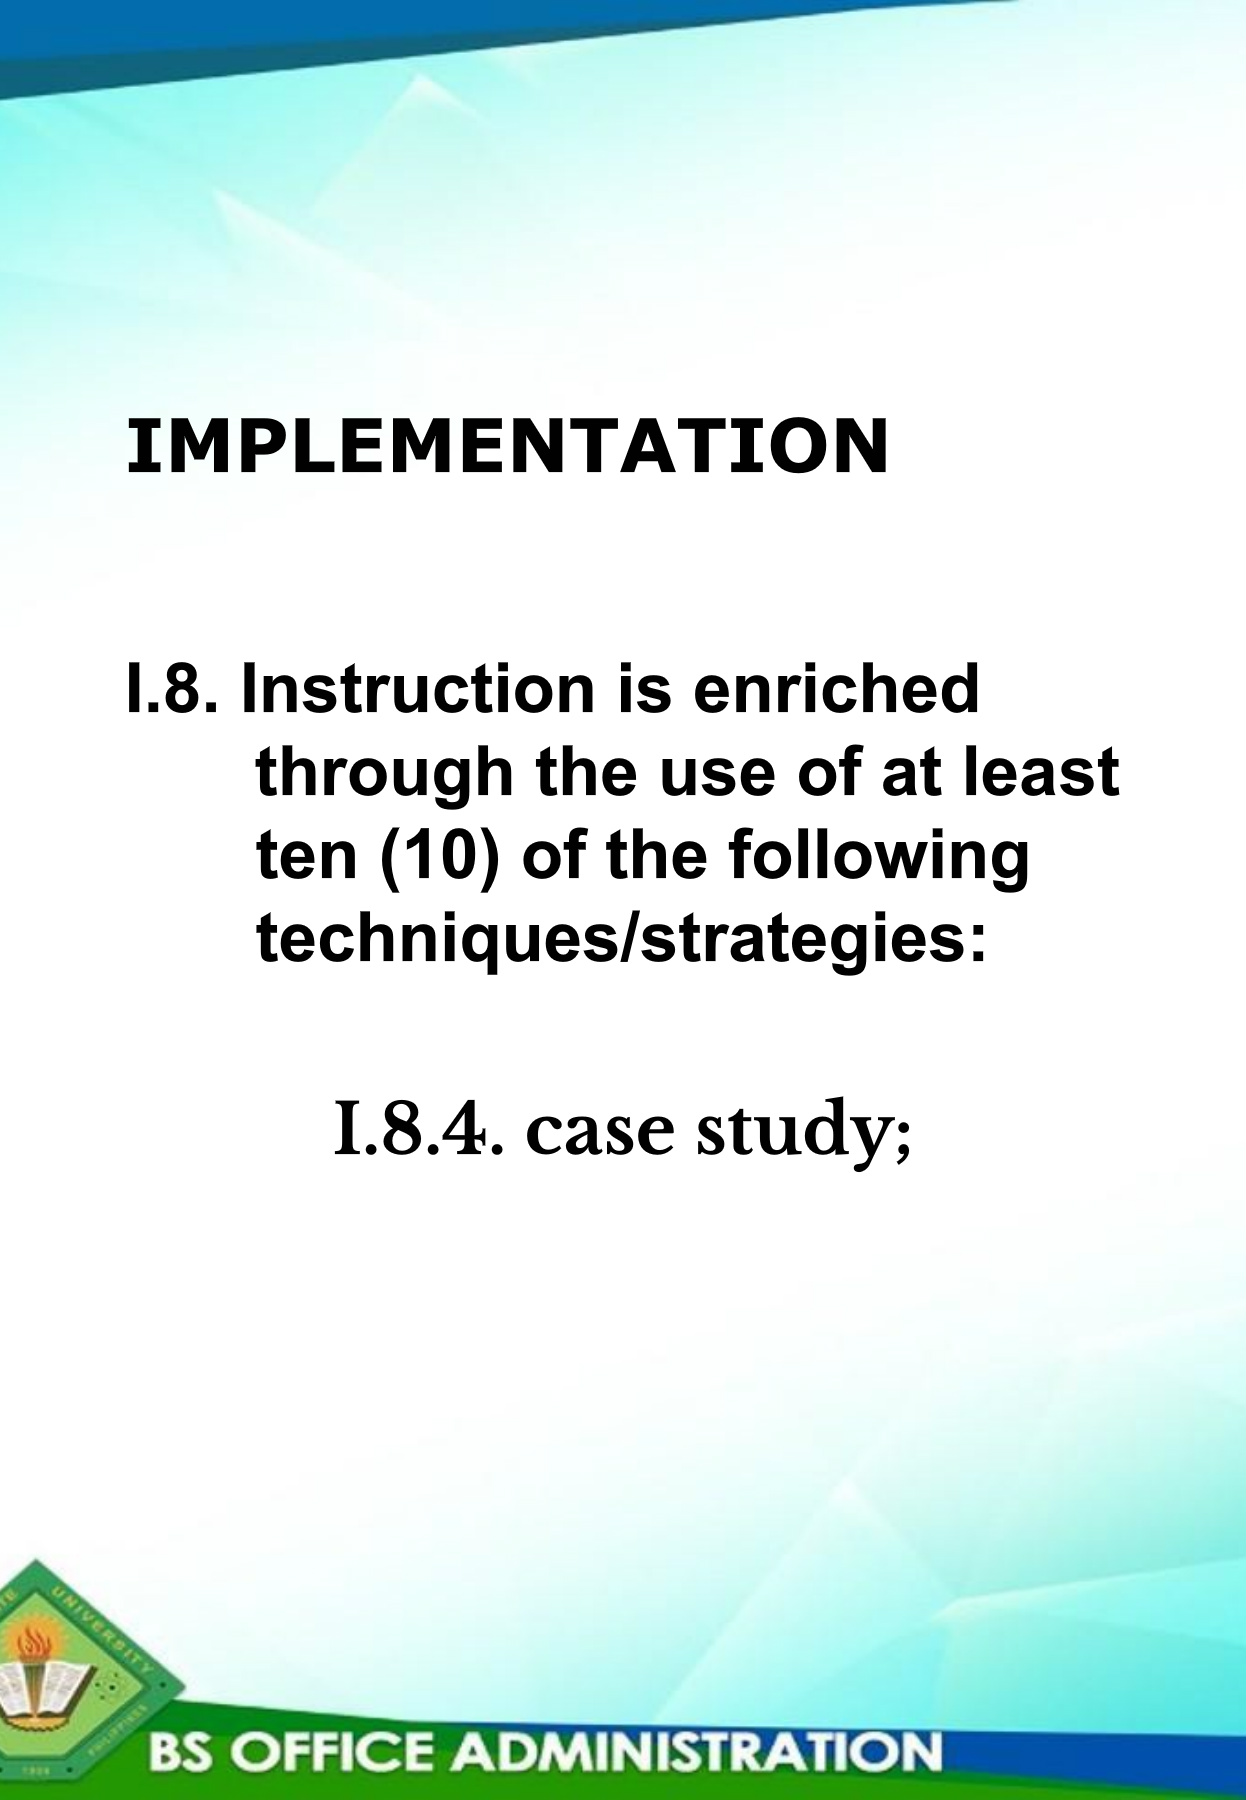 IMPLEMENTATION
I.8. Instruction is enriched
through the use of at least
ten (10) of the following
techniques/strategies:
I.8.4. case study;
UNIVERSITY
PHILIPPINES
BS OFFICE ADMINISTRATION